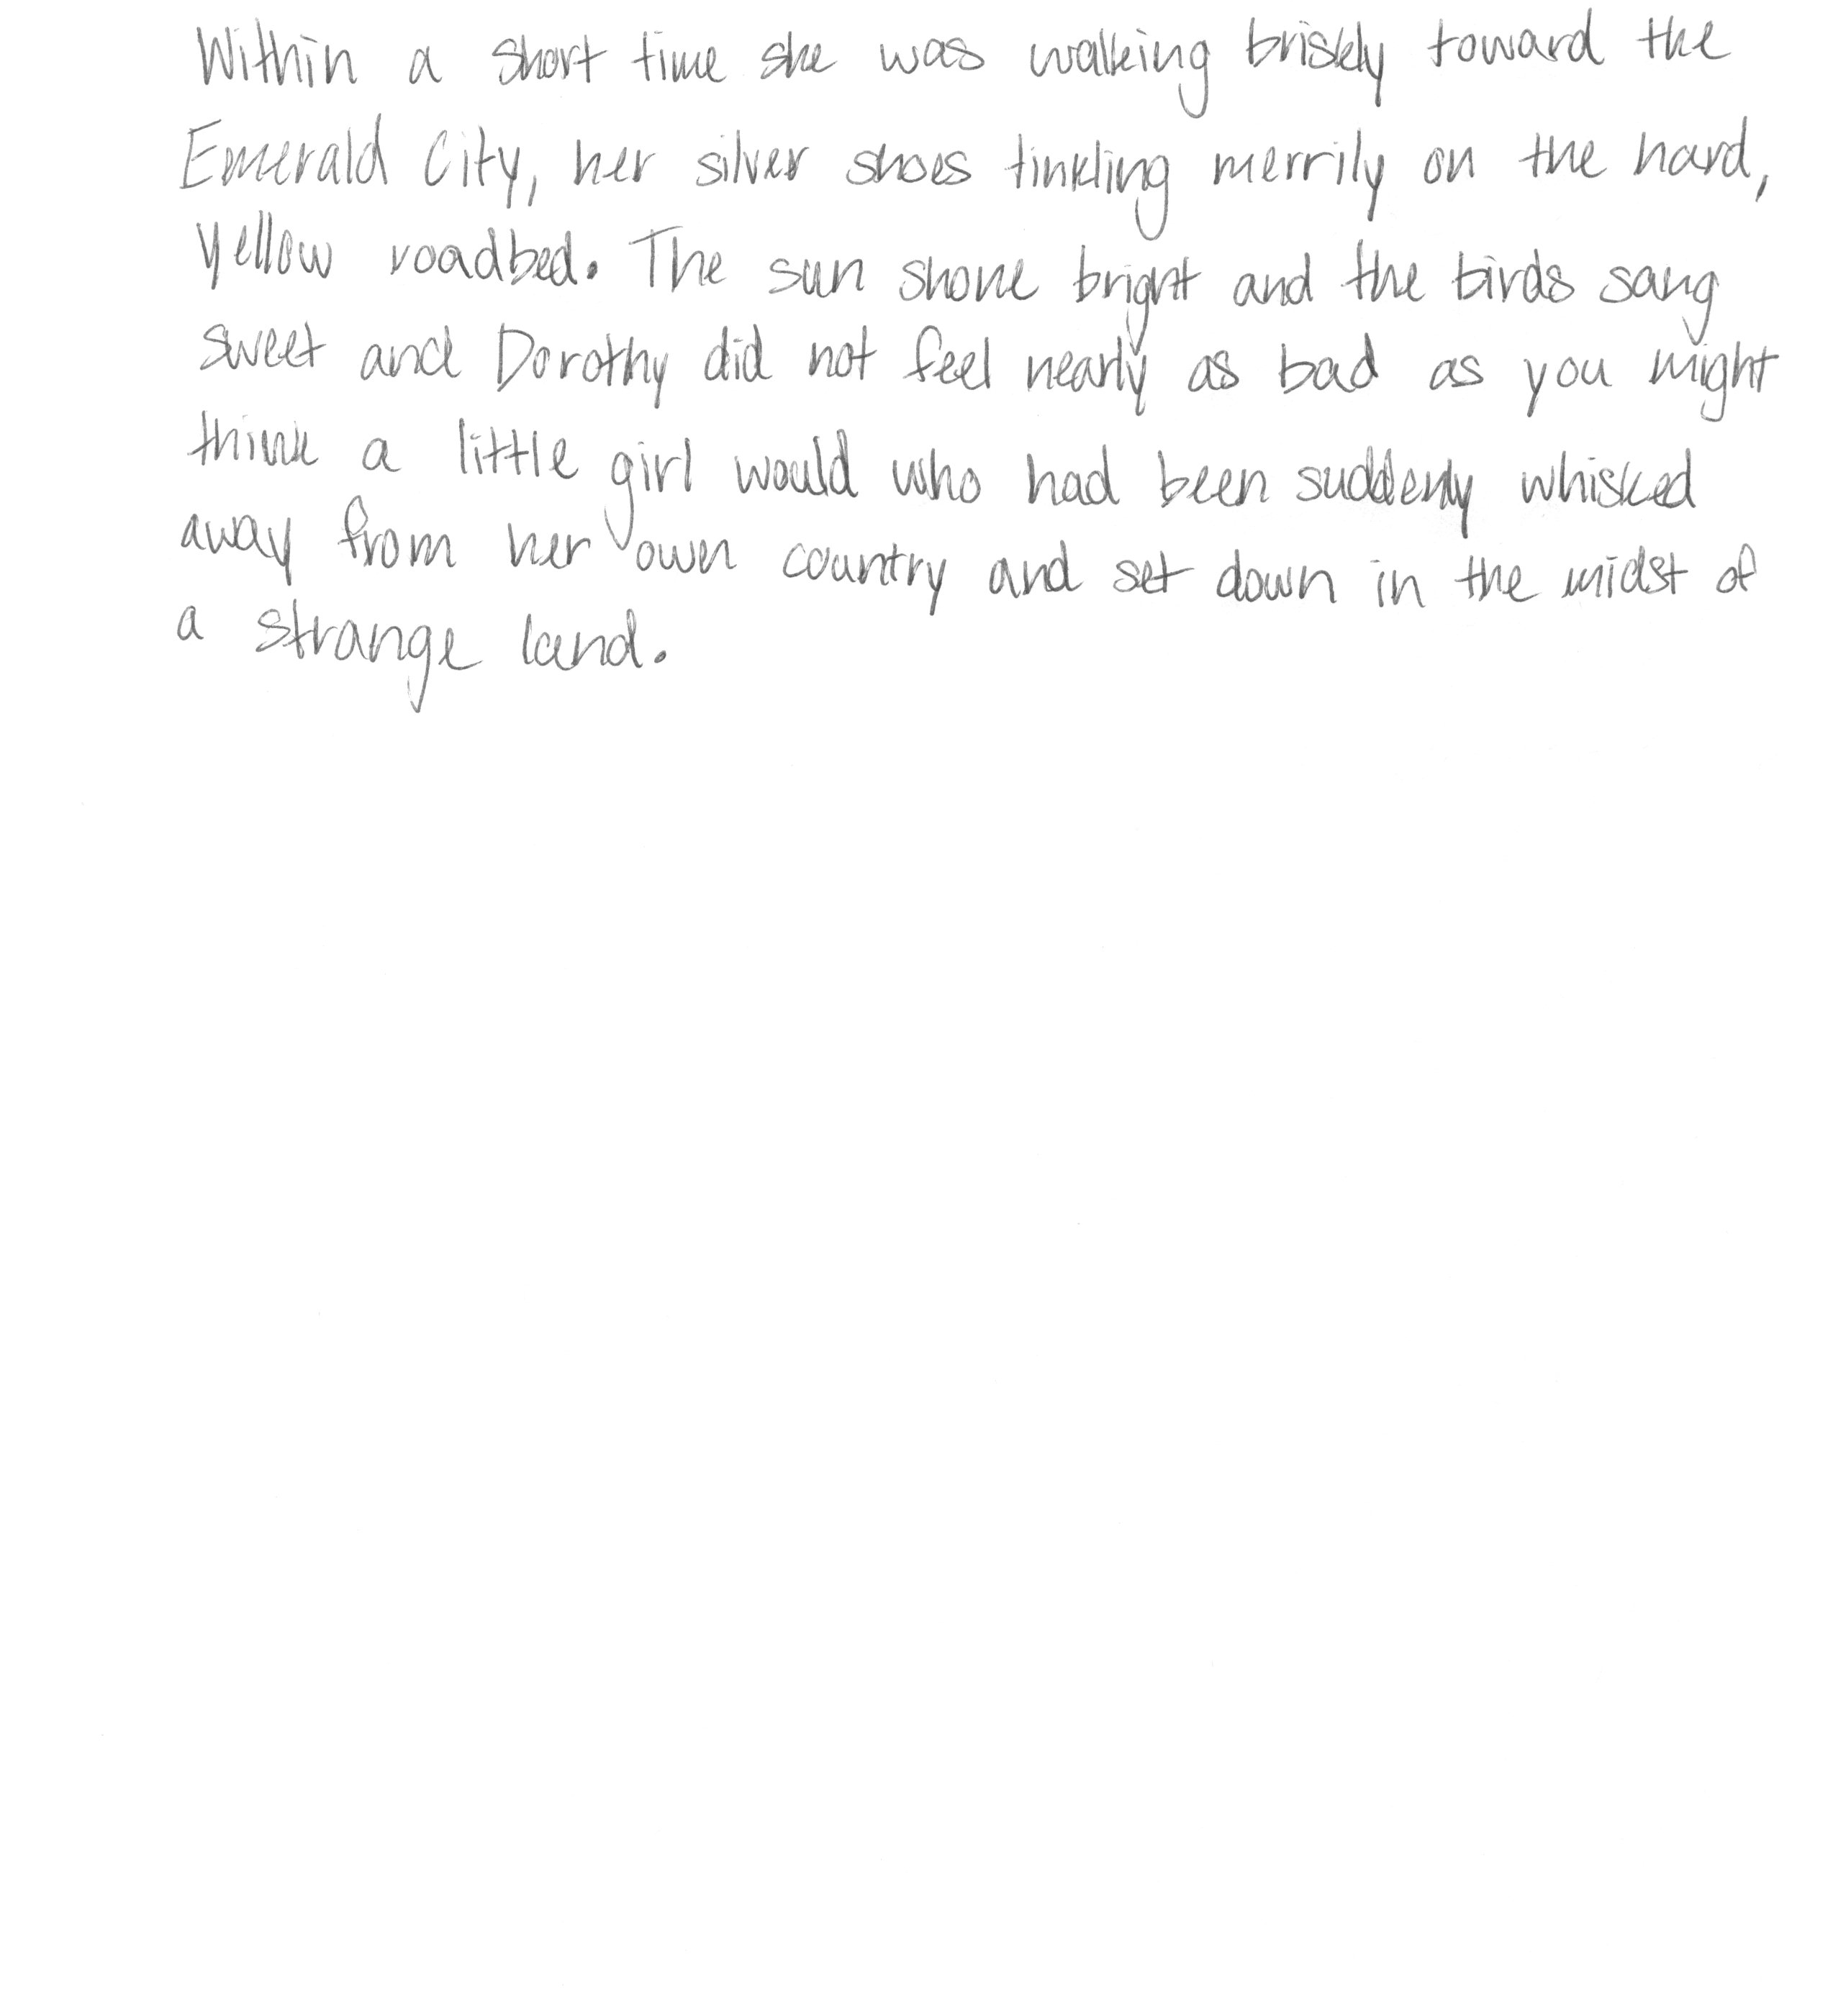 Within a short time she was walking briskly toward the
Emerald City, her silver shoes tinkling merrily on the hard,
yellow roadbed. The sun shone bright and the birds sang
sweet and Dorothy did not feel nearly as bad as you might
think a little girl would who had been suddenly whisked
away from her own country and set down in the midst of
a strange land.